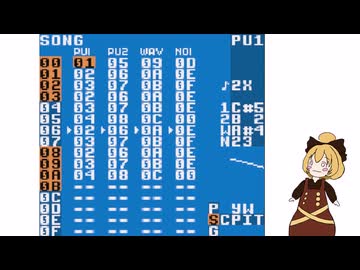 SONG PU1
PU1 PU2 WAV NOI
00 01 05 09 0D
01 02 06 0A 0E
02 03 07 0B 0F ♪2X
03 02 06 0A 0E
04 03 07 0B 0F 1C#5
05 04 08 0C 00 28 2
06 02 06 0A 0E WA#4
07 03 07 0B 0F N23
08 02 06 0A 0E
09 03 07 0B 0E
0A 04 08 0C 00
0B -- -- -- --
0C -- -- -- --
0D -- -- -- -- P YW
0E -- -- -- -- SCPIT
0F -- -- -- -- G